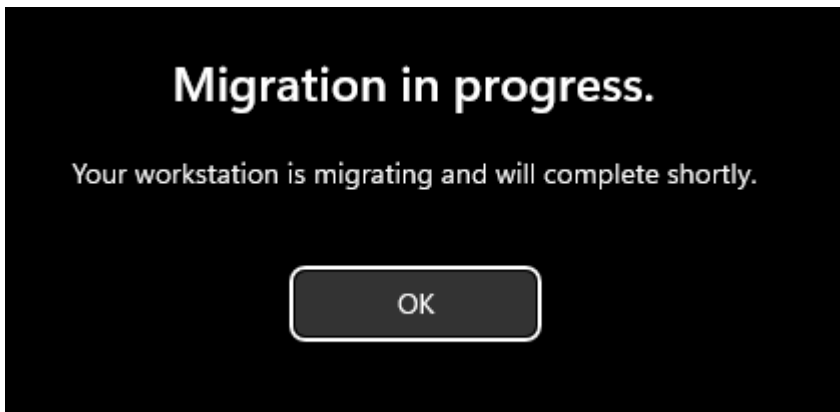 Migration in progress.
Your workstation is migrating and will complete shortly.
OK